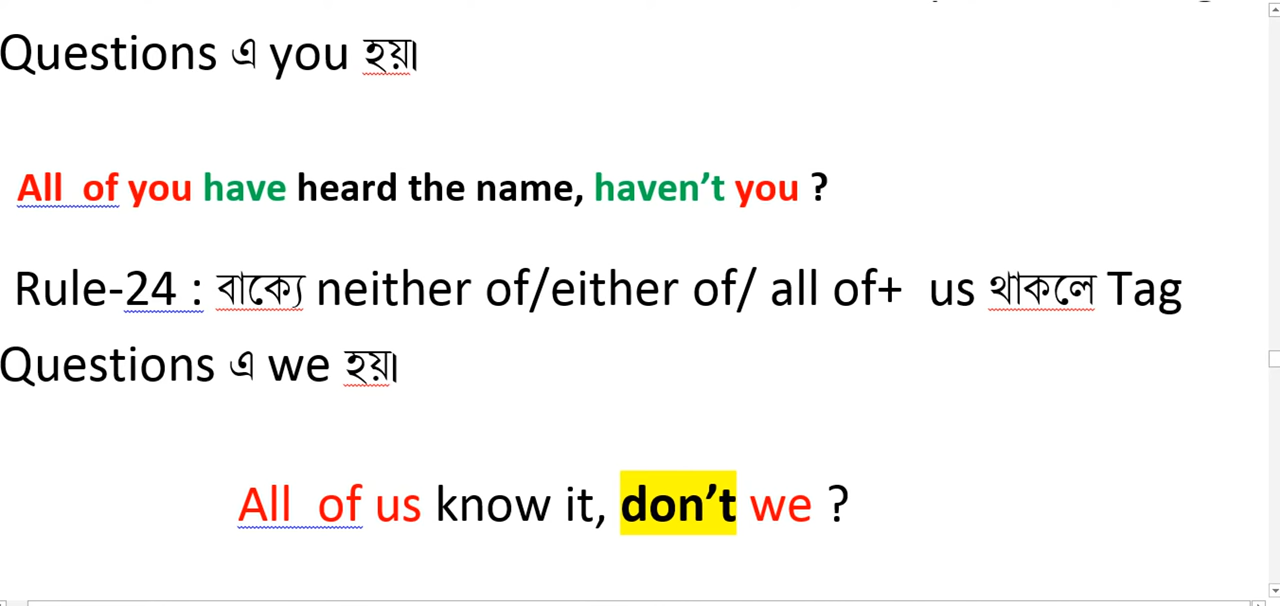 Questions এ you হয়।
All of you have heard the name, haven't you ?
Rule-24 : বাক্যে neither of/either of/ all of+ us থাকলে Tag
Questions এ we হয়।
All of us know it, don't we ?